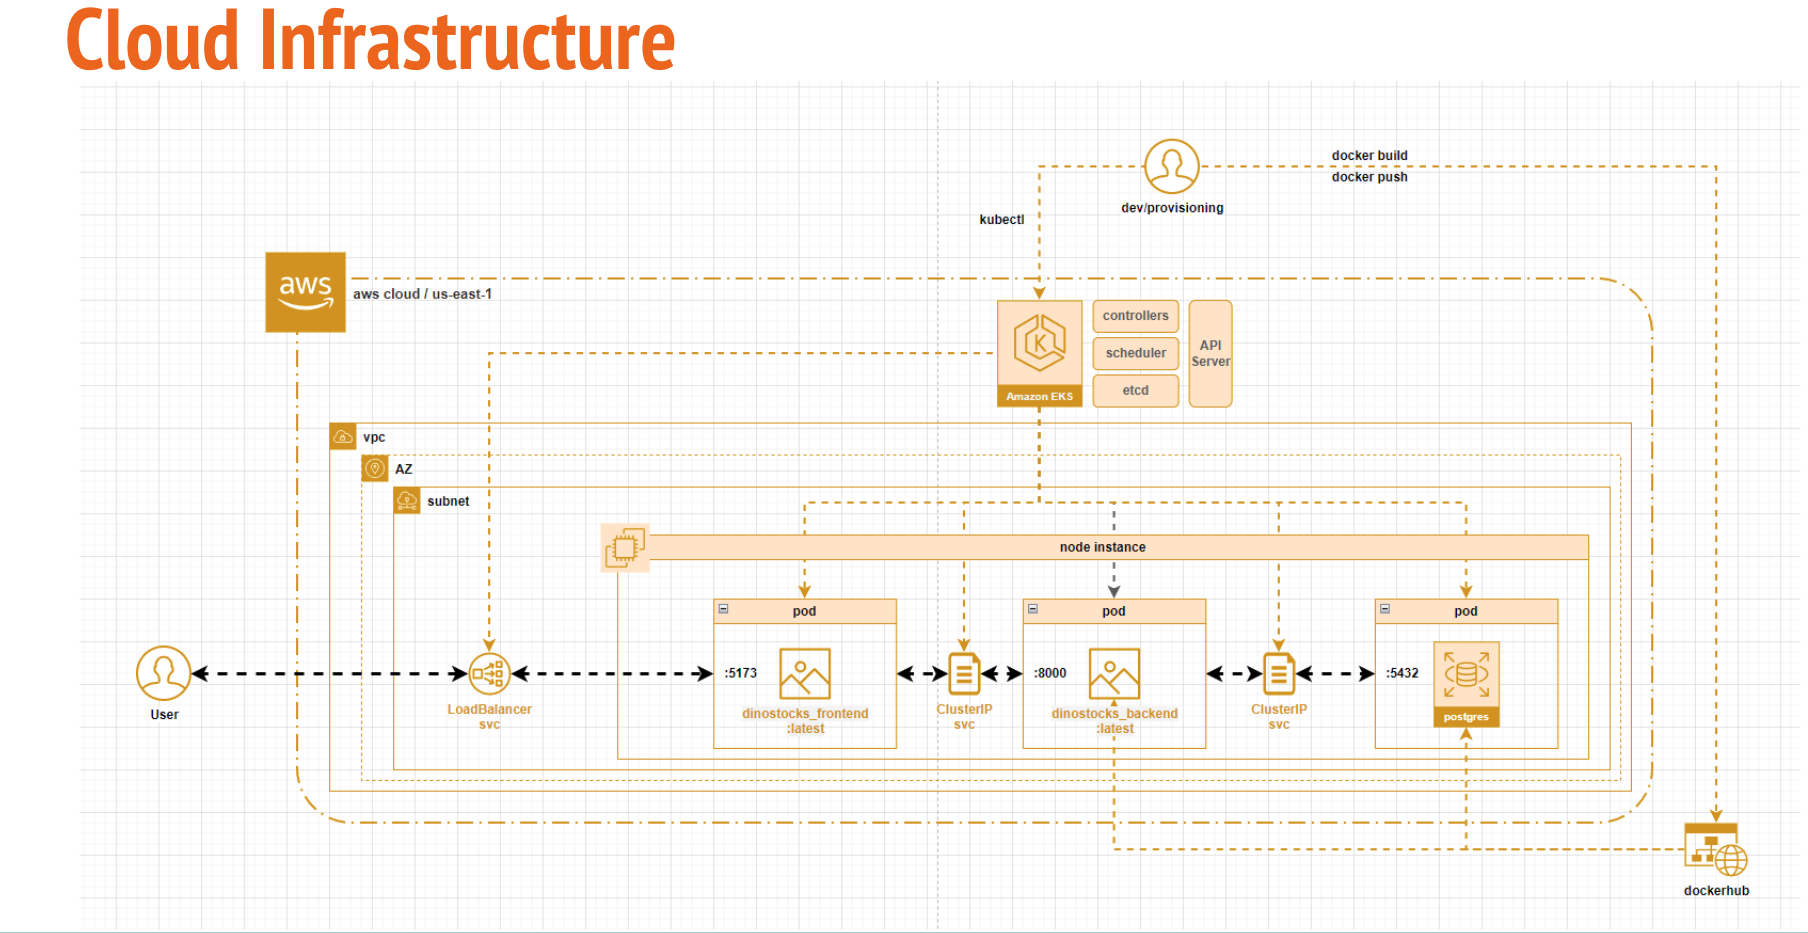 Cloud Infrastructure
docker build
docker push
dev/provisioning
kubectl
aws
aws cloud / us-east-1
controllers
scheduler
etcd
API
Server
K
Amazon EKS
vpc
AZ
subnet
node instance
pod
pod
pod
:5173
:8000
:5432
User
LoadBalancer
svc
dinostocks_frontend
:latest
ClusterIP
svc
dinostocks_backend
:latest
ClusterIP
svc
postgres
dockerhub